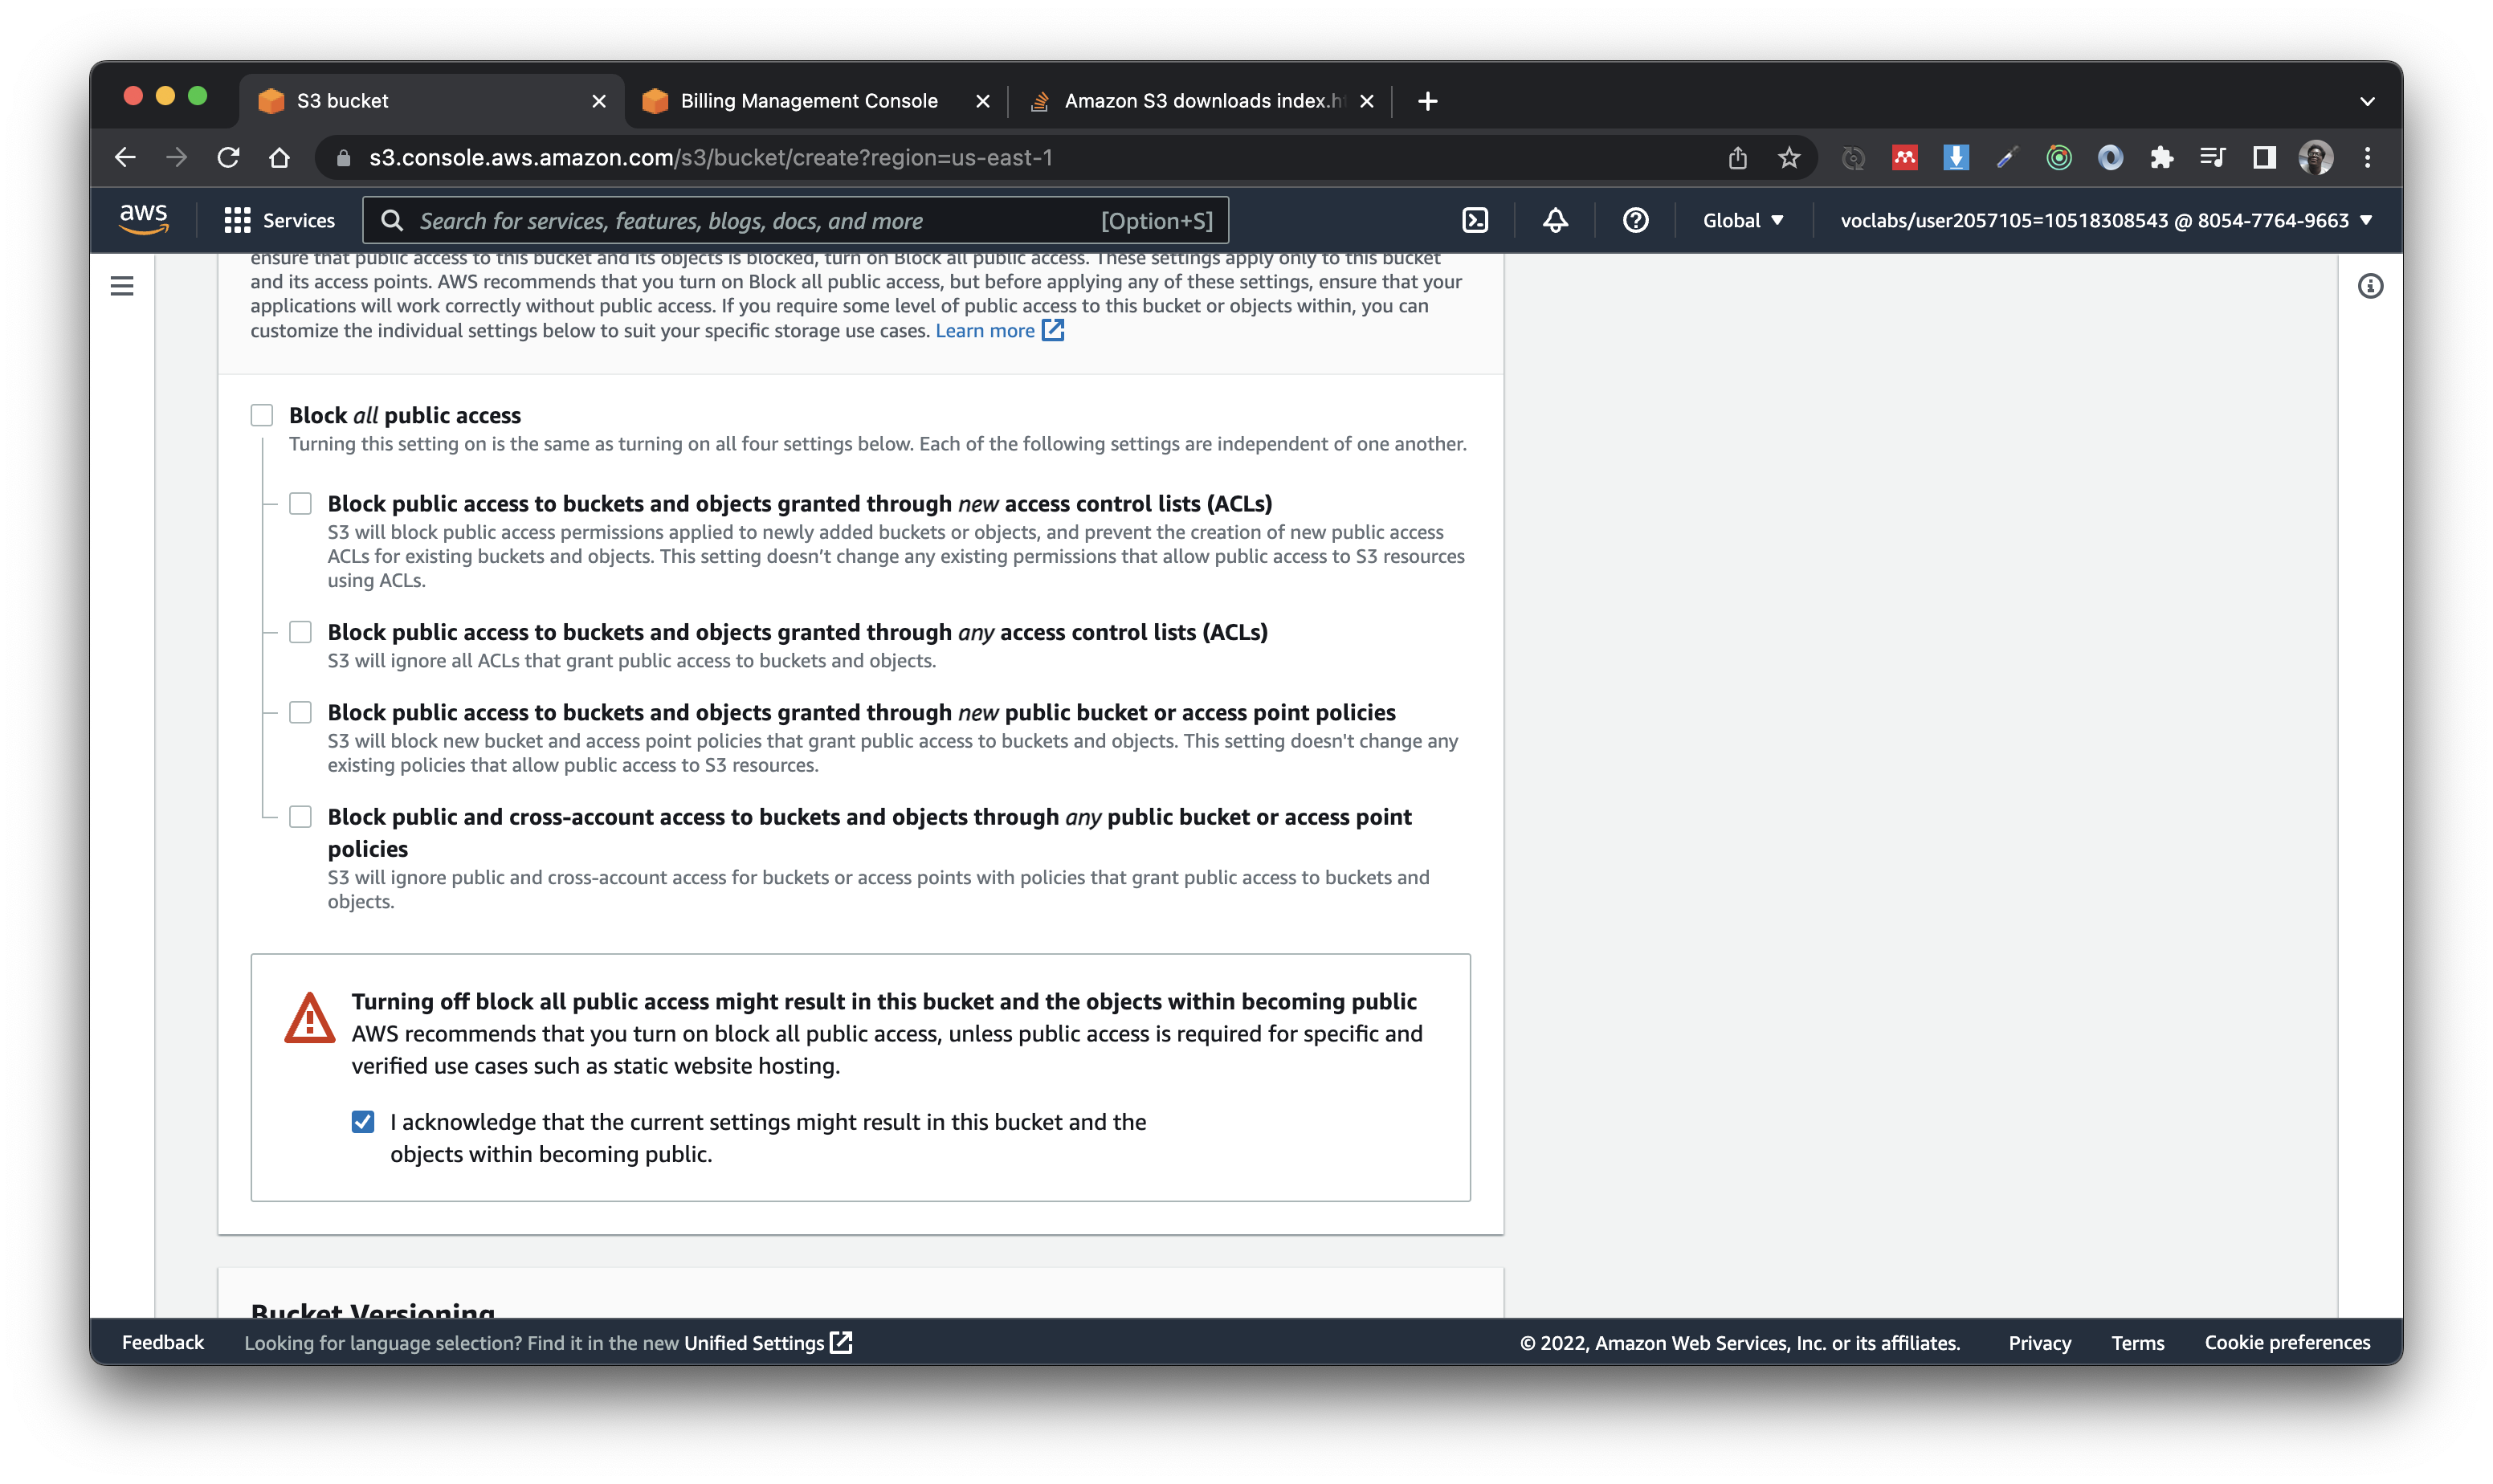 S3 bucket
Billing Management Console
Amazon S3 downloads index.h
s3.console.aws.amazon.com/s3/bucket/create?region=us-east-1
aws
Services
Search for services, features, blogs, docs, and more
[Option+S]
Global
voclabs/user2057105=10518308543 @ 8054-7764-9663
ensure that public access to this bucket and its objects is blocked, turn on Block all public access. These settings apply only to this bucket
and its access points. AWS recommends that you turn on Block all public access, but before applying any of these settings, ensure that your
applications will work correctly without public access. If you require some level of public access to this bucket or objects within, you can
customize the individual settings below to suit your specific storage use cases. Learn more
Block all public access
Turning this setting on is the same as turning on all four settings below. Each of the following settings are independent of one another.
Block public access to buckets and objects granted through new access control lists (ACLs)
S3 will block public access permissions applied to newly added buckets or objects, and prevent the creation of new public access
ACLs for existing buckets and objects. This setting doesn’t change any existing permissions that allow public access to S3 resources
using ACLs.
Block public access to buckets and objects granted through any access control lists (ACLs)
S3 will ignore all ACLs that grant public access to buckets and objects.
Block public access to buckets and objects granted through new public bucket or access point policies
S3 will block new bucket and access point policies that grant public access to buckets and objects. This setting doesn't change any
existing policies that allow public access to S3 resources.
Block public and cross-account access to buckets and objects through any public bucket or access point
policies
S3 will ignore public and cross-account access for buckets or access points with policies that grant public access to buckets and
objects.
Turning off block all public access might result in this bucket and the objects within becoming public
AWS recommends that you turn on block all public access, unless public access is required for specific and
verified use cases such as static website hosting.
I acknowledge that the current settings might result in this bucket and the
objects within becoming public.
Bucket Versioning
Feedback
Looking for language selection? Find it in the new Unified Settings
© 2022, Amazon Web Services, Inc. or its affiliates.
Privacy
Terms
Cookie preferences